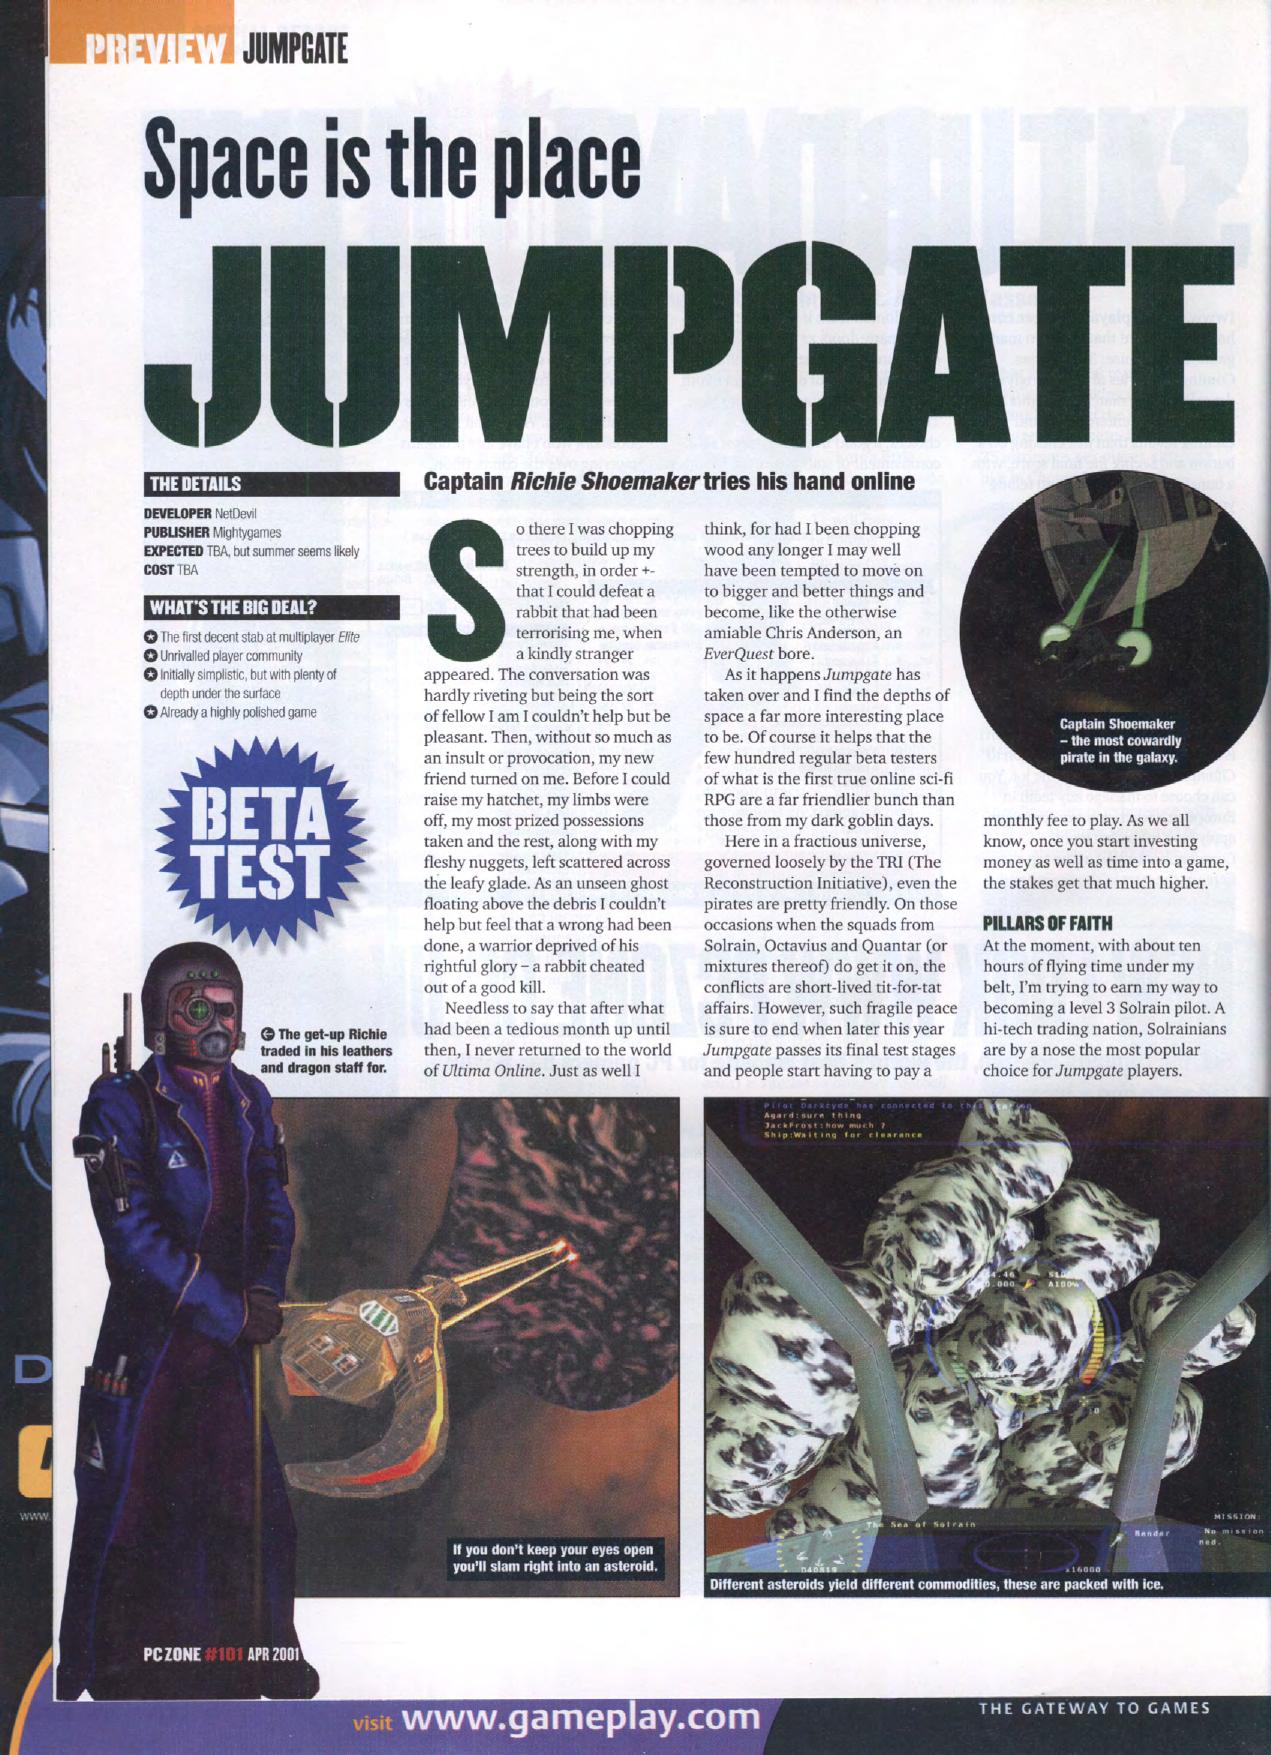 PREVIEW JUMPGATE
Space is the place
JUMPGATE
THE DETAILS
DEVELOPER NetDevil
PUBLISHER Mightygames
EXPECTED TBA, but summer seems likely
COST TBA
WHAT'S THE BIG DEAL?
The first decent stab at multiplayer Elite
Unrivalled player community
Initially simplistic, but with plenty of
depth under the surface
Already a highly polished game
BETA
TEST
The get-up Richie
traded in his leathers
and dragon staff for.
Captain Richie Shoemaker tries his hand online
So there I was chopping
trees to build up my
strength, in order +-
that I could defeat a
rabbit that had been
terrorising me, when
a kindly stranger
appeared. The conversation was
hardly riveting but being the sort
of fellow I am I couldn't help but be
pleasant. Then, without so much as
an insult or provocation, my new
friend turned on me. Before I could
raise my hatchet, my limbs were
off, my most prized possessions
taken and the rest, along with my
fleshy nuggets, left scattered across
the leafy glade. As an unseen ghost
floating above the debris I couldn't
help but feel that a wrong had been
done, a warrior deprived of his
rightful glory – a rabbit cheated
out of a good kill.
Needless to say that after what
had been a tedious month up until
then, I never returned to the world
of Ultima Online. Just as well I
think, for had I been chopping
wood any longer I may well
have been tempted to move on
to bigger and better things and
become, like the otherwise
amiable Chris Anderson, an
EverQuest bore.
As it happens Jumpgate has
taken over and I find the depths of
space a far more interesting place
to be. Of course it helps that the
few hundred regular beta testers
of what is the first true online sci-fi
RPG are a far friendlier bunch than
those from my dark goblin days.
Here in a fractious universe,
governed loosely by the TRI (The
Reconstruction Initiative), even the
pirates are pretty friendly. On those
occasions when the squads from
Solrain, Octavius and Quantar (or
mixtures thereof) do get it on, the
conflicts are short-lived tit-for-tat
affairs. However, such fragile peace
is sure to end when later this year
Jumpgate passes its final test stages
and people start having to pay a
Captain Shoemaker
– the most cowardly
pirate in the galaxy.
monthly fee to play. As we all
know, once you start investing
money as well as time into a game,
the stakes get that much higher.
PILLARS OF FAITH
At the moment, with about ten
hours of flying time under my
belt, I'm trying to earn my way to
becoming a level 3 Solrain pilot. A
hi-tech trading nation, Solrainians
are by a nose the most popular
choice for Jumpgate players.
If you don't keep your eyes open
you'll slam right into an asteroid.
Pilot Darkcyde has connected to this station
Agard:sure thing
JackFrost:how much ?
Ship:Waiting for clearance
A100%
The Sea of Solrain
Render
MISSION:
No mission
x16000
Different asteroids yield different commodities, these are packed with ice.
PCZONE #101 APR 2001
D
www.
visit www.gameplay.com
THE GATEWAY TO GAMES